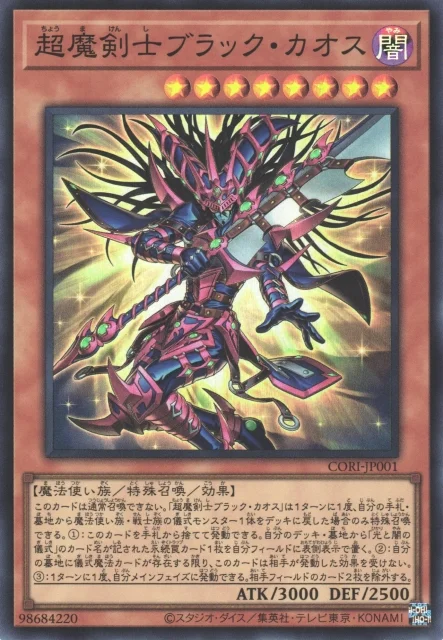 超魔剣士ブラック・カオス
闇
CORI-JP001
【魔法使い族／特殊召喚／効果】
このカードは通常召喚できない。「超魔剣士ブラック・カオス」は1ターンに1度、自分の手札・
墓地から魔法使い族・戦士族の儀式モンスター1体をデッキに戻した場合のみ特殊召喚
できる。①：このカードを手札から捨てて発動できる。自分のデッキ・墓地から「光と闇の
儀式」のカード名が記された永続罠カード1枚を自分フィールドに表側表示で置く。②：自分
の墓地に儀式魔法カードが存在する限り、このカードは相手が発動した効果を受けない。
③：1ターンに1度、自分メインフェイズに発動できる。相手フィールドのカード2枚を除外する。
ATK/3000 DEF/2500
98684220
©スタジオ・ダイス／集英社・テレビ東京・KONAMI